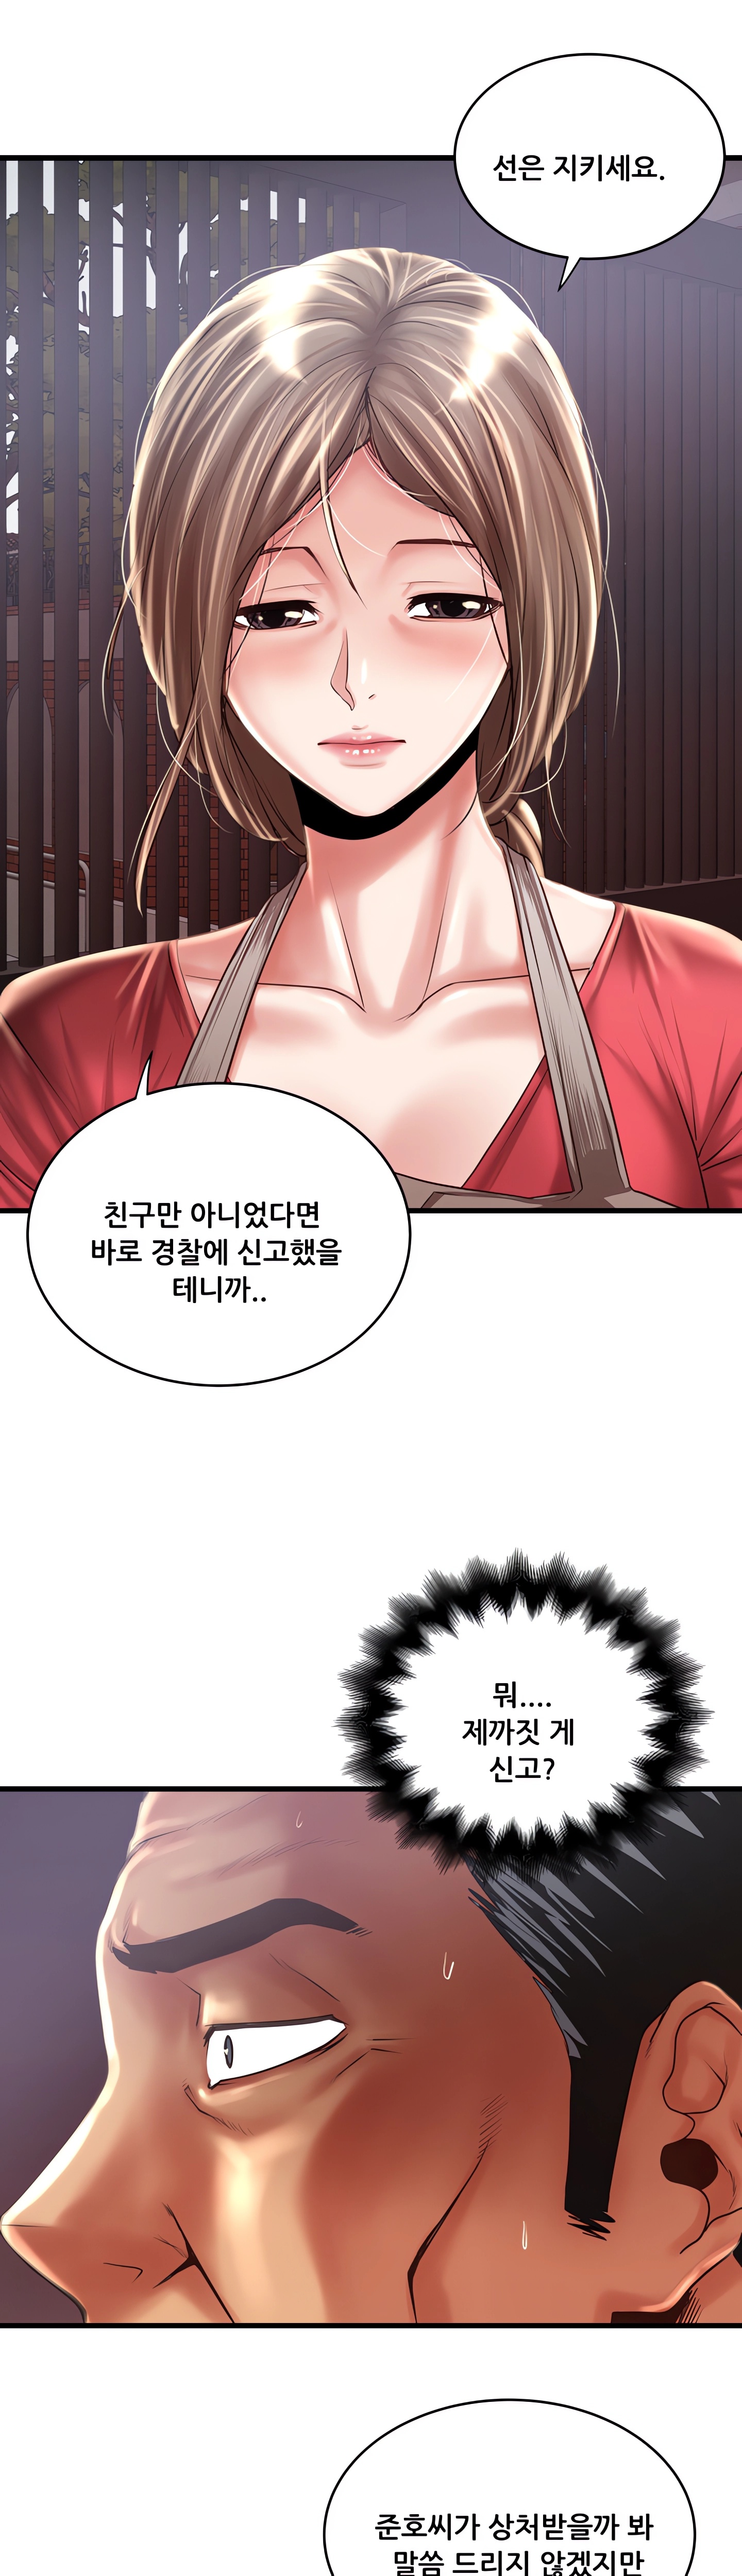 선은 지키세요.
친구만 아니었다면
바로 경찰에 신고했을
테니까..
뭐....
제까짓 게
신고?
준호씨가 상처받을까 봐
말씀 드리지 않겠지만